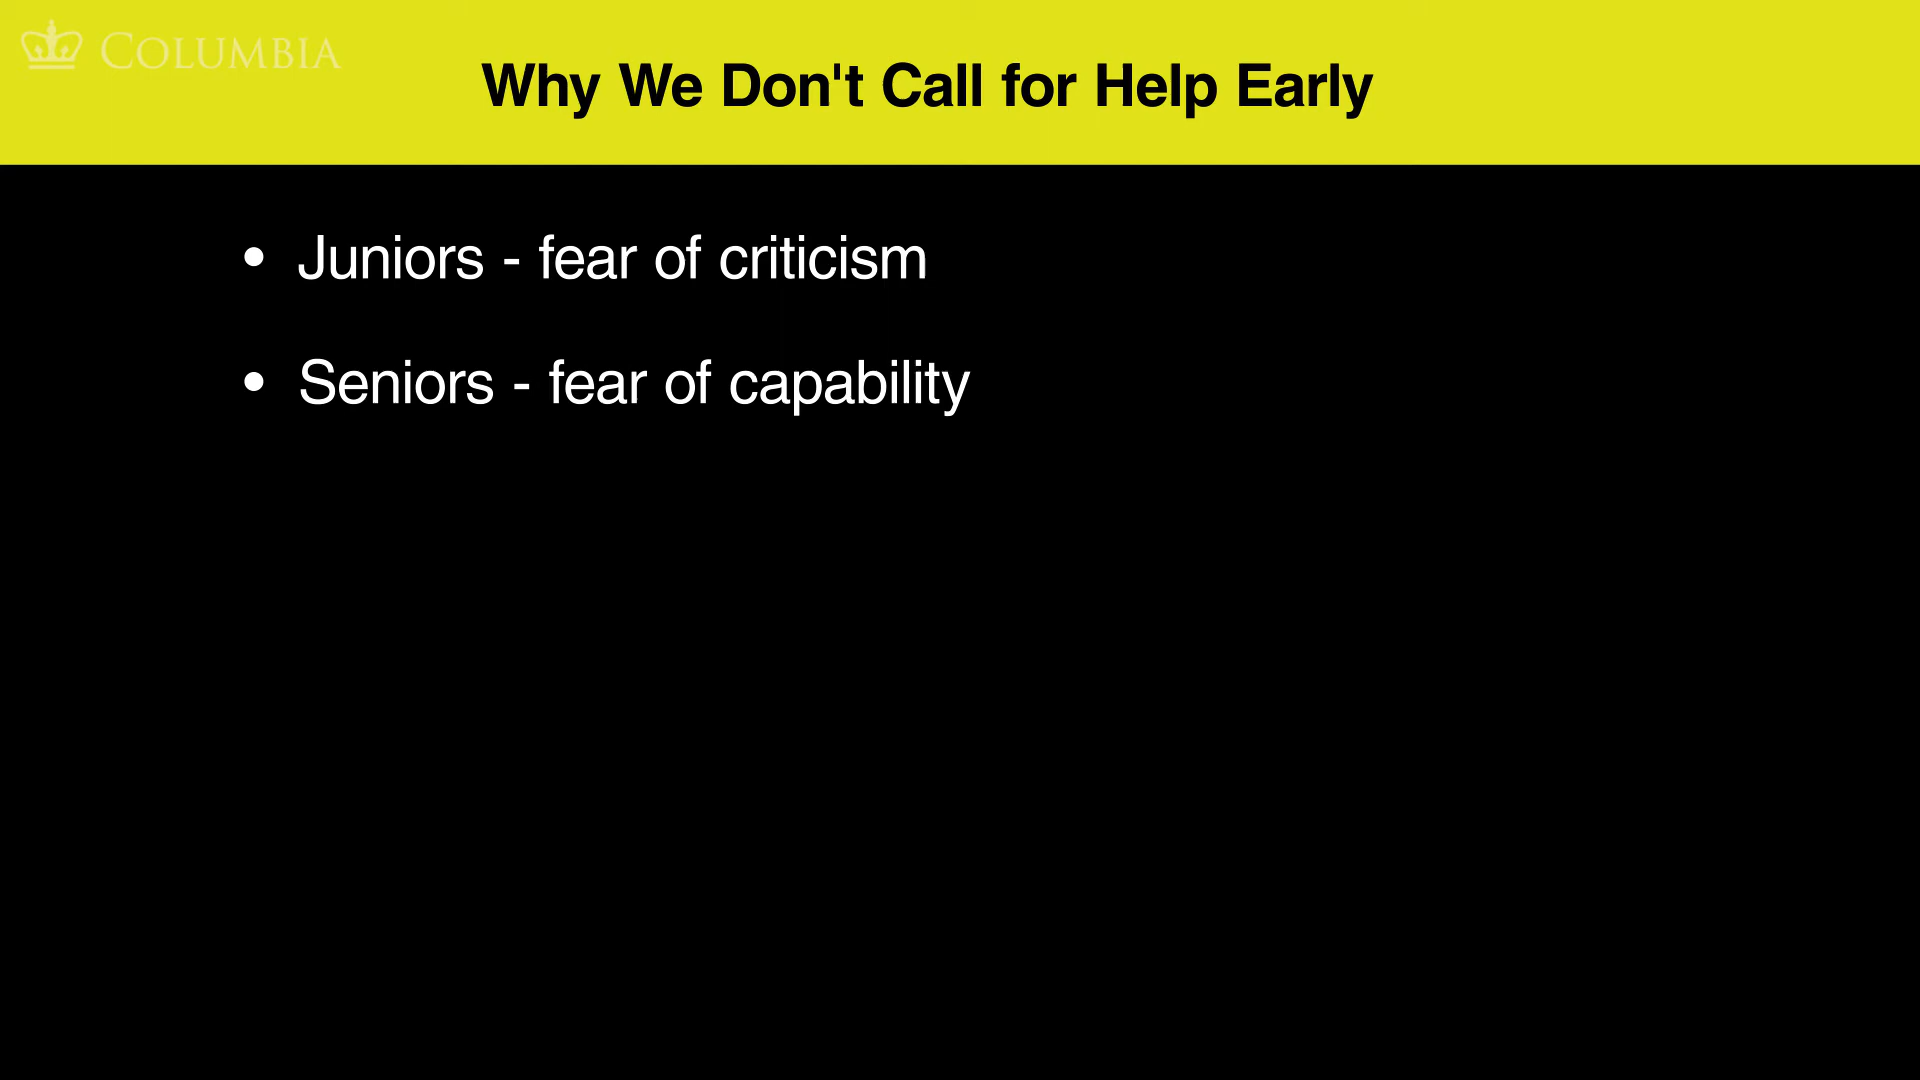 COLUMBIA
Why We Don't Call for Help Early
• Juniors - fear of criticism
• Seniors - fear of capability